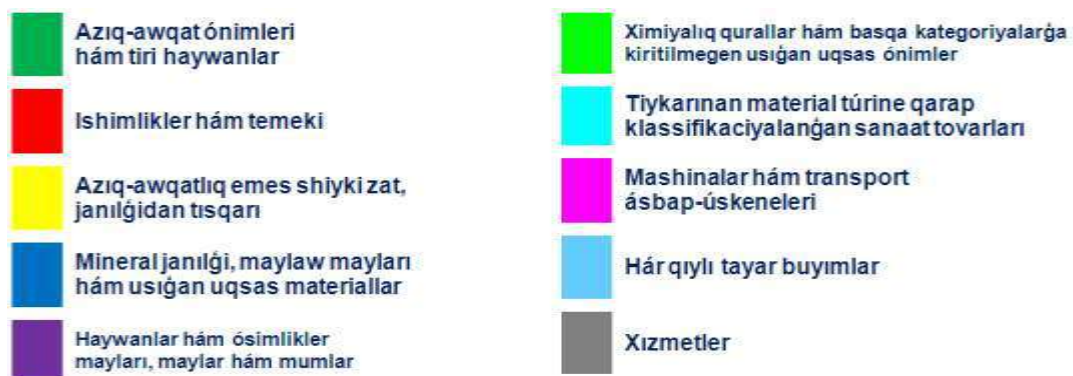 Azıq-awqat ónimleri
hám tiri haywanlar
Ishimlikler hám temeki
Azıq-awqatlıq emes shiyki zat,
janılǵidan tısqarı
Mineral janılǵi, maylaw mayları
hám usıǵan uqsas materiallar
Haywanlar hám ósimlikler
mayları, maylar hám mumlar
Ximiyalıq qurallar hám basqa kategoriyalarǵa
kiritilmegen usıǵan uqsas ónimler
Tiykarınan material túrine qarap
klassifikaciyalanǵan sanaat tovarları
Mashinalar hám transport
ásbap-úskeneleri
Hár qıylı tayar buyımlar
Xızmetler